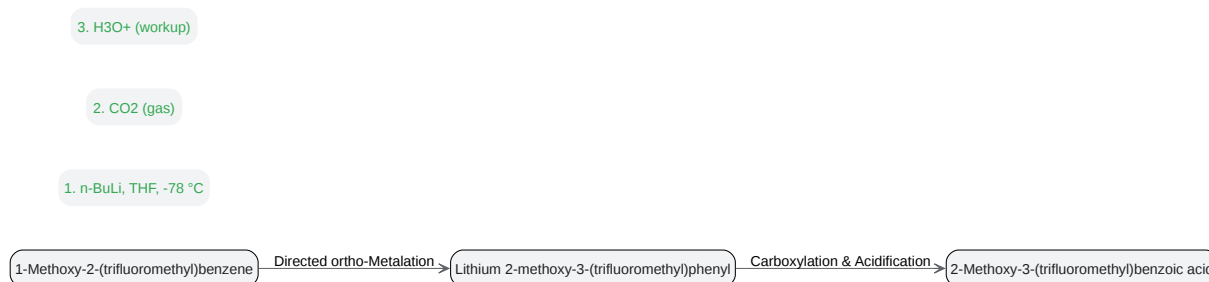 3. H3O+ (workup)
2. CO2 (gas)
1. n-BuLi, THF, -78 °C
1-Methoxy-2-(trifluoromethyl)benzene
Directed ortho-Metalation
Lithium 2-methoxy-3-(trifluoromethyl)phenyl
Carboxylation & Acidification
2-Methoxy-3-(trifluoromethyl)benzoic acid